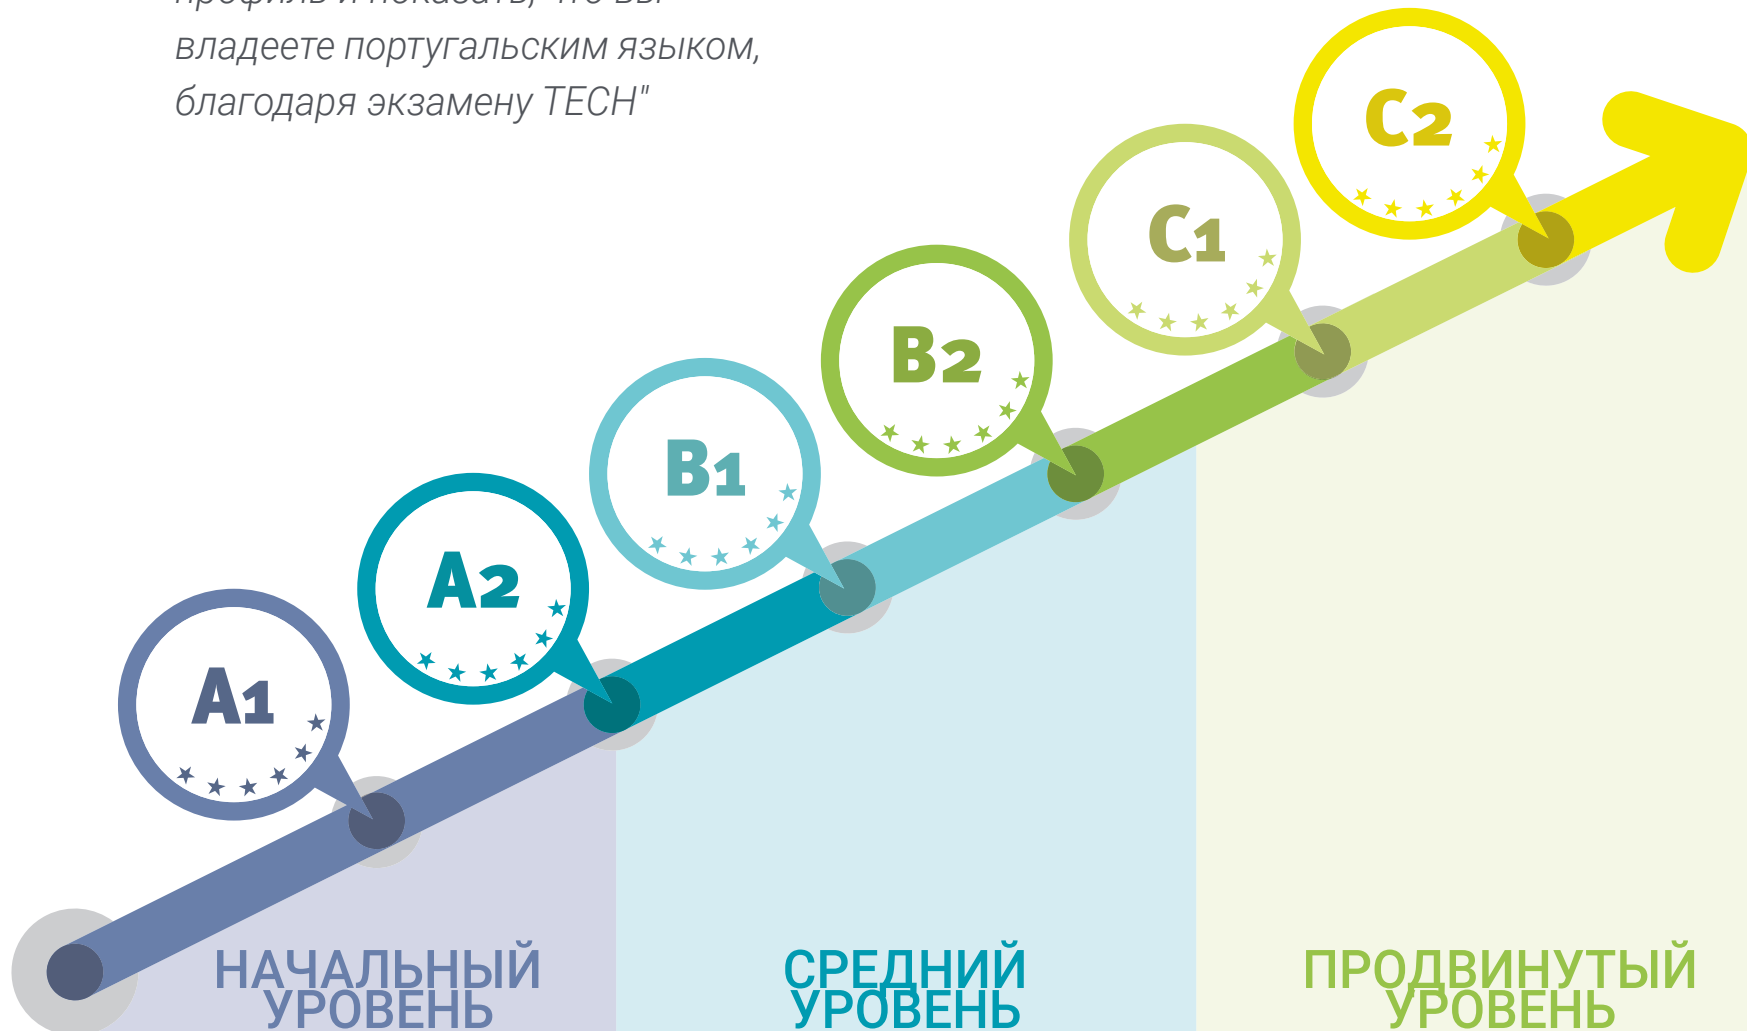 владеете португальским языком,
благодаря экзамену TECH"
C2
C1
B2
B1
A2
A1
НАЧАЛЬНЫЙ
УРОВЕНЬ
СРЕДНИЙ
УРОВЕНЬ
ПРОДВИНУТЫЙ
УРОВЕНЬ